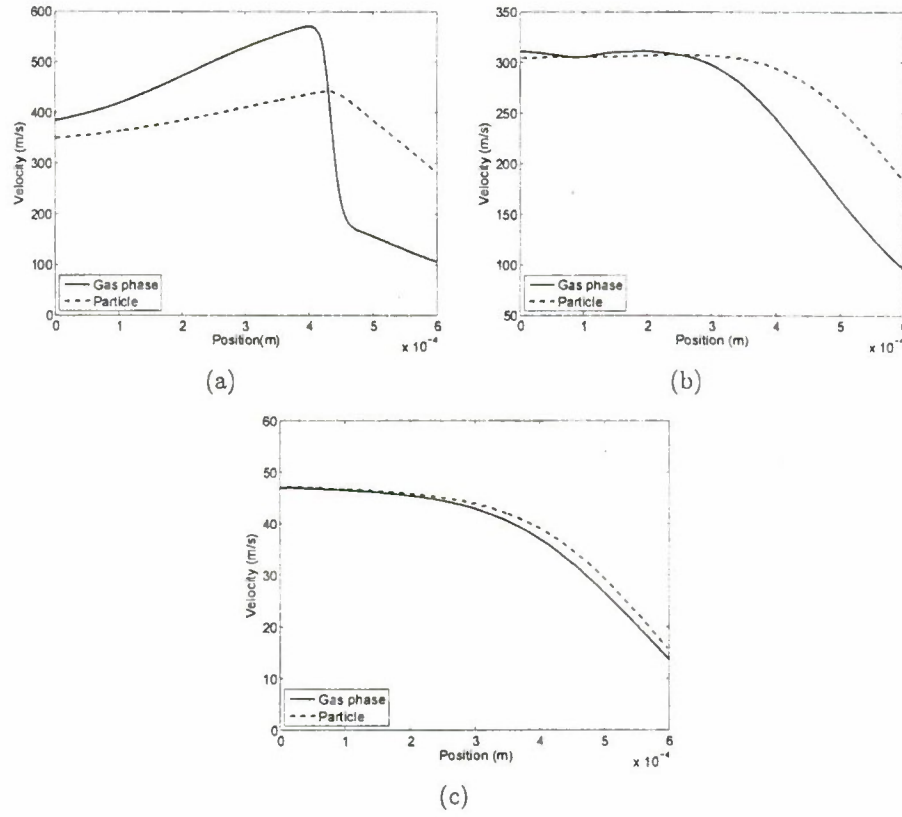 600
500
400
300
200
100
0
Velocity (m/s)
Gas phase
Particle
0 1 2 3 4 5 6
Position(m)
x 10⁻⁴
(a)
350
300
250
200
150
100
50
Velocity (m/s)
Gas phase
Particle
0 1 2 3 4 5 6
Position (m)
x 10⁻⁴
(b)
60
50
40
30
20
10
0
Velocity (m/s)
Gas phase
Particle
0 1 2 3 4 5 6
Position (m)
x 10⁻⁴
(c)